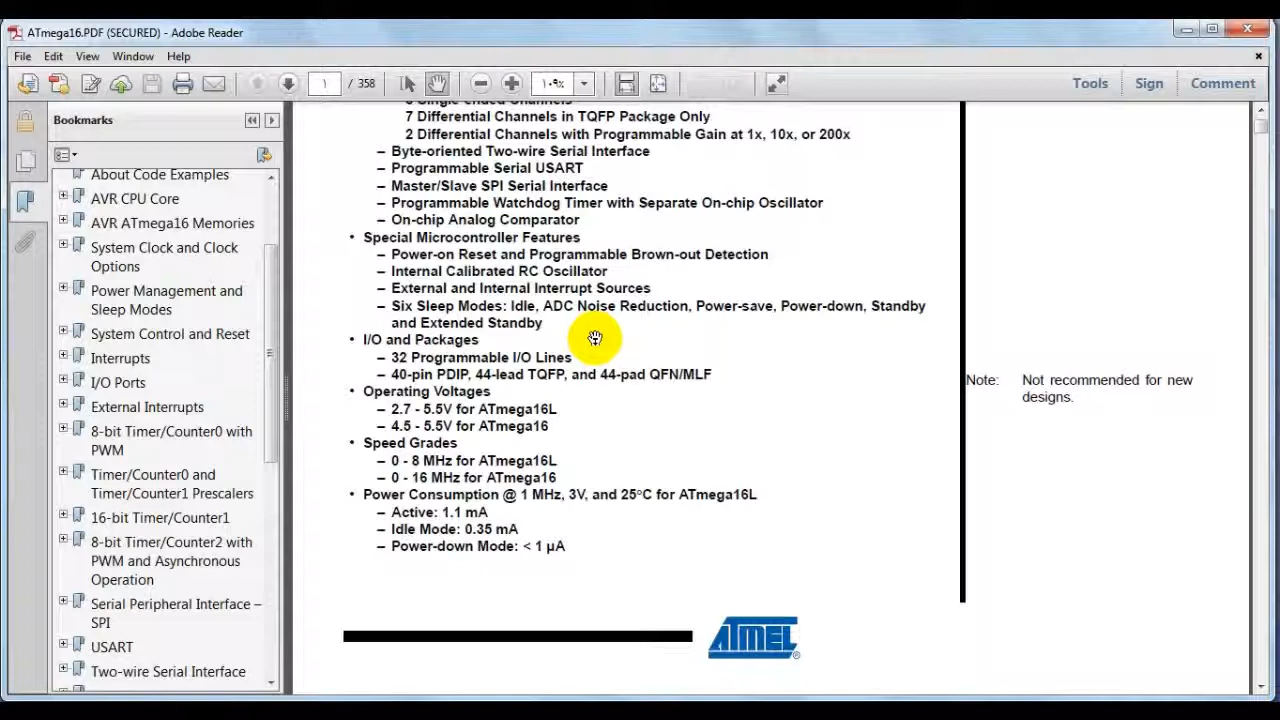 ATmega16.PDF (SECURED) - Adobe Reader
File Edit View Window Help
1 / 358
١٠٩%
Tools Sign Comment
Bookmarks
About Code Examples
AVR CPU Core
AVR ATmega16 Memories
System Clock and Clock
Options
Power Management and
Sleep Modes
System Control and Reset
Interrupts
I/O Ports
External Interrupts
8-bit Timer/Counter0 with
PWM
Timer/Counter0 and
Timer/Counter1 Prescalers
16-bit Timer/Counter1
8-bit Timer/Counter2 with
PWM and Asynchronous
Operation
Serial Peripheral Interface –
SPI
USART
Two-wire Serial Interface
8 Single-ended Channels
7 Differential Channels in TQFP Package Only
2 Differential Channels with Programmable Gain at 1x, 10x, or 200x
– Byte-oriented Two-wire Serial Interface
– Programmable Serial USART
– Master/Slave SPI Serial Interface
– Programmable Watchdog Timer with Separate On-chip Oscillator
– On-chip Analog Comparator
• Special Microcontroller Features
– Power-on Reset and Programmable Brown-out Detection
– Internal Calibrated RC Oscillator
– External and Internal Interrupt Sources
– Six Sleep Modes: Idle, ADC Noise Reduction, Power-save, Power-down, Standby
and Extended Standby
• I/O and Packages
– 32 Programmable I/O Lines
– 40-pin PDIP, 44-lead TQFP, and 44-pad QFN/MLF
• Operating Voltages
– 2.7 - 5.5V for ATmega16L
– 4.5 - 5.5V for ATmega16
• Speed Grades
– 0 - 8 MHz for ATmega16L
– 0 - 16 MHz for ATmega16
• Power Consumption @ 1 MHz, 3V, and 25°C for ATmega16L
– Active: 1.1 mA
– Idle Mode: 0.35 mA
– Power-down Mode: < 1 µA
Note: Not recommended for new
designs.
ATMEL®